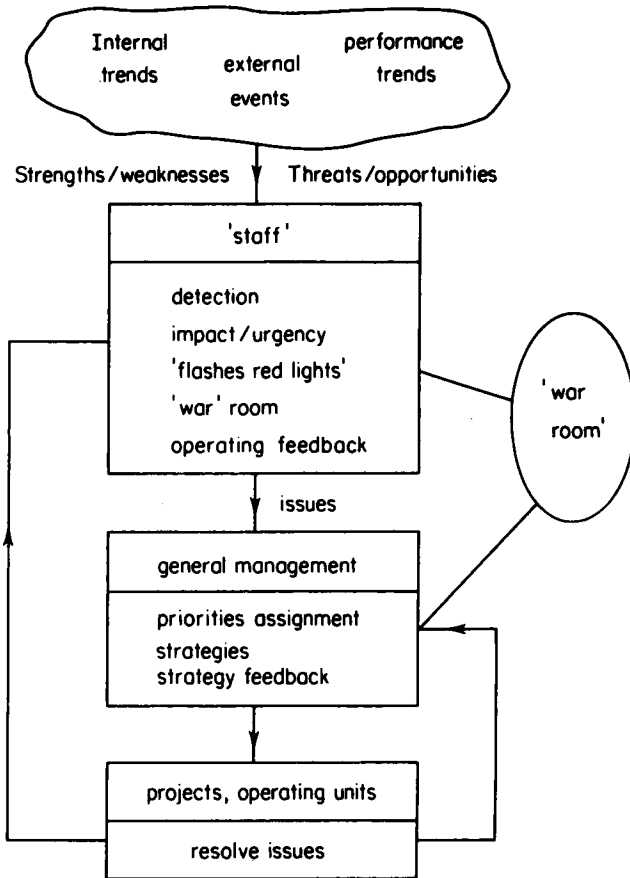 Internal
trends
external
events
performance
trends
Strengths/weaknesses
Threats/opportunities
'staff'
detection
impact/urgency
'flashes red lights'
'war' room
operating feedback
'war
room'
issues
general management
priorities assignment
strategies
strategy feedback
projects, operating units
resolve issues